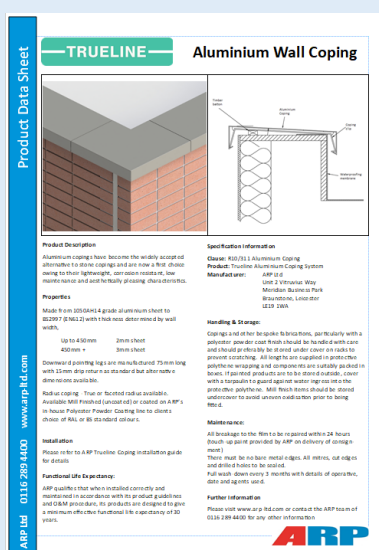 TRUELINE
Aluminium Wall Coping
Product Data Sheet
www.arp-ltd.com
0116 289 4400
ARP Ltd
Timber
batten
Aluminium
Coping
Coping
clip
Waterproofing
membrane
Product Description
Aluminium copings have become the widely accepted
alternative to stone copings and are now a first choice
owing to their lightweight, corrosion resistant, low
maintenance and aesthetically pleasing characteristics.
Properties
Made from 1050AH14 grade aluminum sheet to
BS2997 (EN612) with thickness determined by wall
width,
Up to 450mm 2mm sheet
450mm + 3mm sheet
Downward pointing legs are manufactured 75mm long
with 15mm drip return as standard but alternative
dimensions available.
Radius coping True or faceted radius available.
Available Mill Finished (uncoated) or coated on ARP's
in house Polyester Powder Coating line to clients
choice of RAL or BS standard colours.
Installation
Please refer to ARP Trueline Coping installation guide
for details
Functional Life Expectancy:
ARP qualifies that when installed correctly and
maintained in accordance with its product guidelines
and O&M procedure, its products are designed to give
a minimum effective functional life expectancy of 30
years.
Specification Information
Clause: R10/311 Aluminium Coping
Product: Trueline Aluminium Coping System
Manufacturer: ARP Ltd
Unit 2 Vitruvius Way
Meridian Business Park
Braunstone, Leicester
LE19 1WA
Handling & Storage:
Copings and other bespoke fabrications, particularly with a
polyester powder coat finish should be handled with care
and should preferably be stored under cover on racks to
prevent scratching. All lengths are supplied in protective
polythene wrapping and components are suitably packed in
boxes. If painted products are to be stored outside, cover
with a tarpaulin to guard against water ingress into the
protective polythene. Mill finish items should be stored
undercover to avoid uneven oxidisation prior to being
fitted.
Maintenance:
All breakage to the film to be repaired within 24 hours
(touch-up paint provided by ARP on delivery of consign-
ment)
There must be no bare metal edges. All mitres, cut edges
and drilled holes to be sealed.
Full wash down every 3 months with details of operative,
date and agents used.
Further Information
Please visit www.arp-ltd.com or contact the ARP team of
0116 289 4400 for any other information
ARP